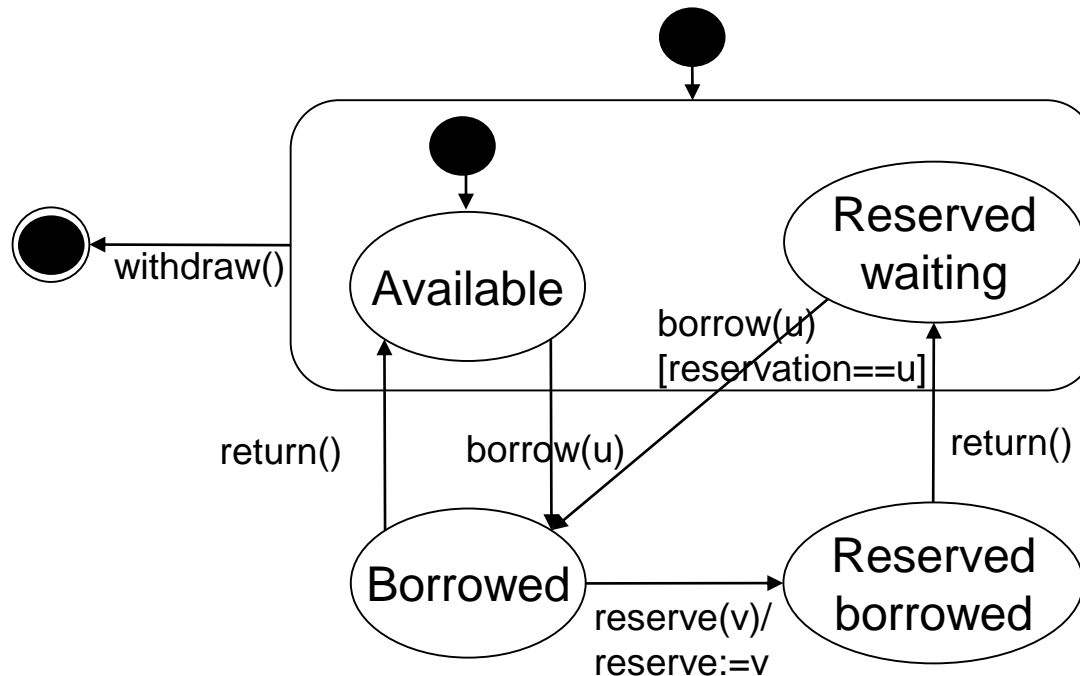 Reserved
waiting
withdraw()
Available
borrow(u)
[reservation==u]
return()
borrow(u)
return()
Borrowed
Reserved
borrowed
reserve(v)/
reserve:=v